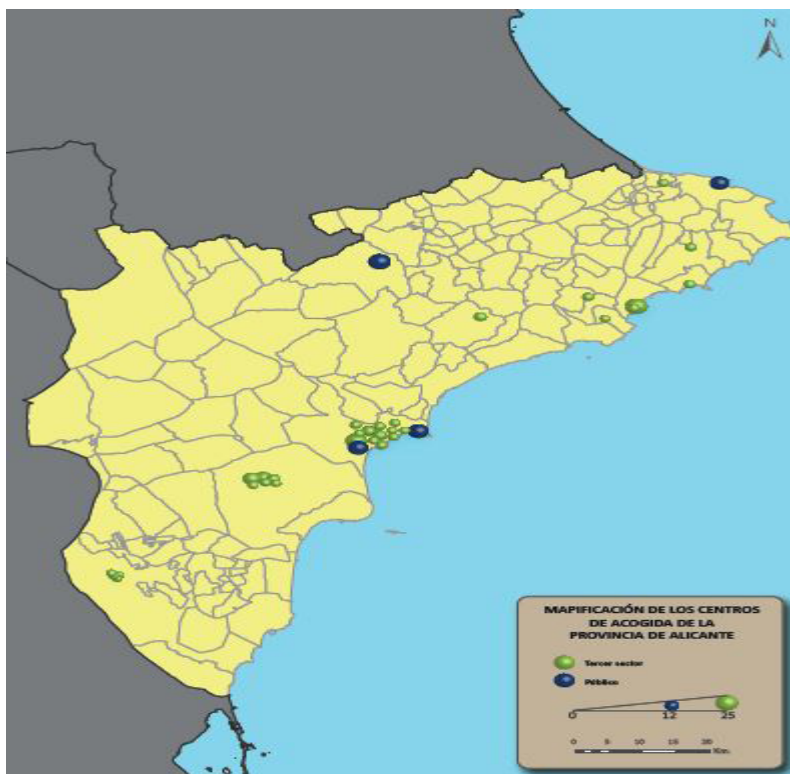 N
MAPIFICACIÓN DE LOS CENTROS
DE ACOGIDA DE LA
PROVINCIA DE ALICANTE
Tercer sector
Público
0 12 25
0 5 10 15 20
Km.